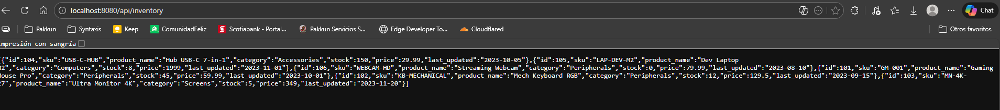 localhost:8080/api/inventory
Chat
Pakkun
Syntaxis
Keep
ComunidadFeliz
Scotiabank - Portal...
Pakkun Servicios S...
Edge Developer To...
Cloudflared
Otros favoritos
Impresión con sangría
[{"id":104,"sku":"USB-C-HUB","product_name":"Hub USB-C 7-in-1","category":"Accessories","stock":150,"price":29.99,"last_updated":"2023-10-05"},{"id":105,"sku":"LAP-DEV-M2","product_name":"Dev Laptop
M2","category":"Computers","stock":8,"price":1999,"last_updated":"2023-11-01"},{"id":106,"sku":"WEBCAM-HD","product_name":"Streaming Webcam","category":"Peripherals","stock":0,"price":79.99,"last_updated":"2023-08-10"},{"id":101,"sku":"GM-001","product_name":"Gaming
Mouse Pro","category":"Peripherals","stock":45,"price":59.99,"last_updated":"2023-10-01"},{"id":102,"sku":"KB-MECHANICAL","product_name":"Mech Keyboard RGB","category":"Peripherals","stock":12,"price":129.5,"last_updated":"2023-09-15"},{"id":103,"sku":"MN-4K-
27","product_name":"Ultra Monitor 4K","category":"Screens","stock":5,"price":349,"last_updated":"2023-11-20"}]